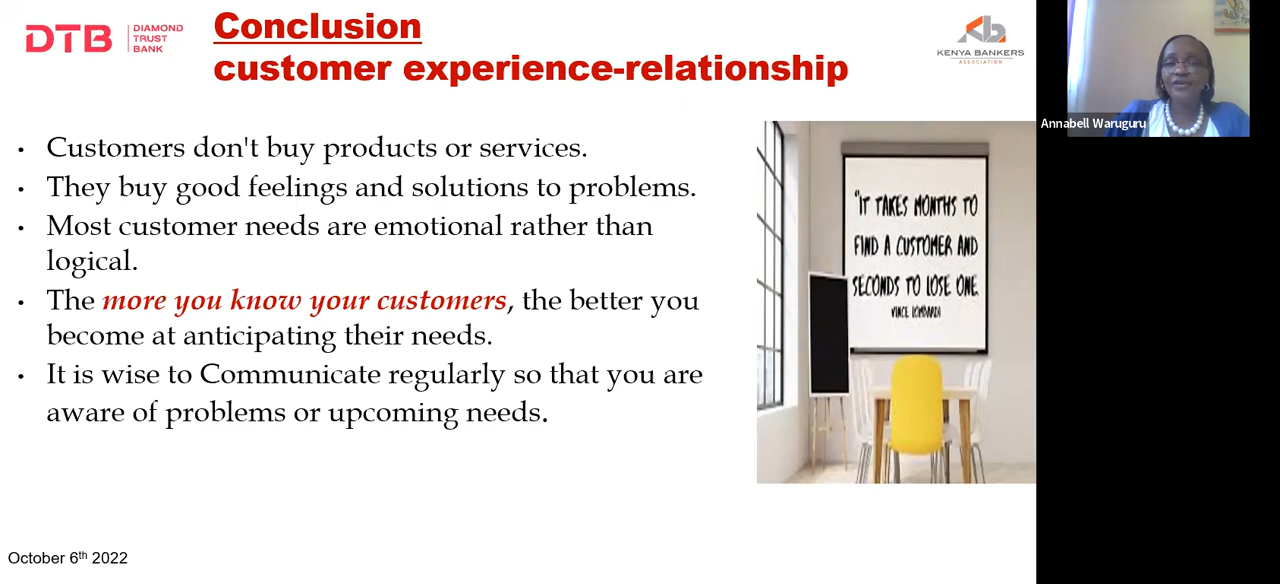 DTB
DIAMOND
TRUST
BANK
Conclusion
customer experience-relationship
KENYA BANKERS
ASSOCIATION
Annabell Waruguru
• Customers don't buy products or services.
• They buy good feelings and solutions to problems.
• Most customer needs are emotional rather than
logical.
• The more you know your customers, the better you
become at anticipating their needs.
• It is wise to Communicate regularly so that you are
aware of problems or upcoming needs.
"IT TAKES MONTHS TO
FIND A CUSTOMER AND
SECONDS TO LOSE ONE.
VINCE LOMBARDI
October 6th 2022